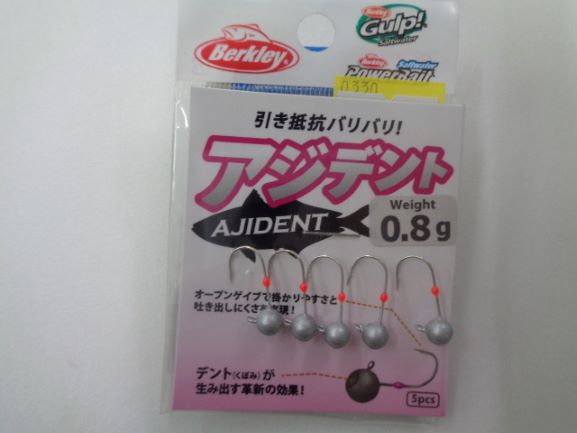 Berkley
Berkley
Gulp!
Saltwater
Berkley
Saltwater
PowerBait
0330
引き抵抗バリバリ!
アジデント
AJIDENT
Weight
0.8g
オープンゲイプで掛かりやすさと
吐き出しにくさを実現!
デント(くぼみ)が
生み出す革新の効果!
5pcs